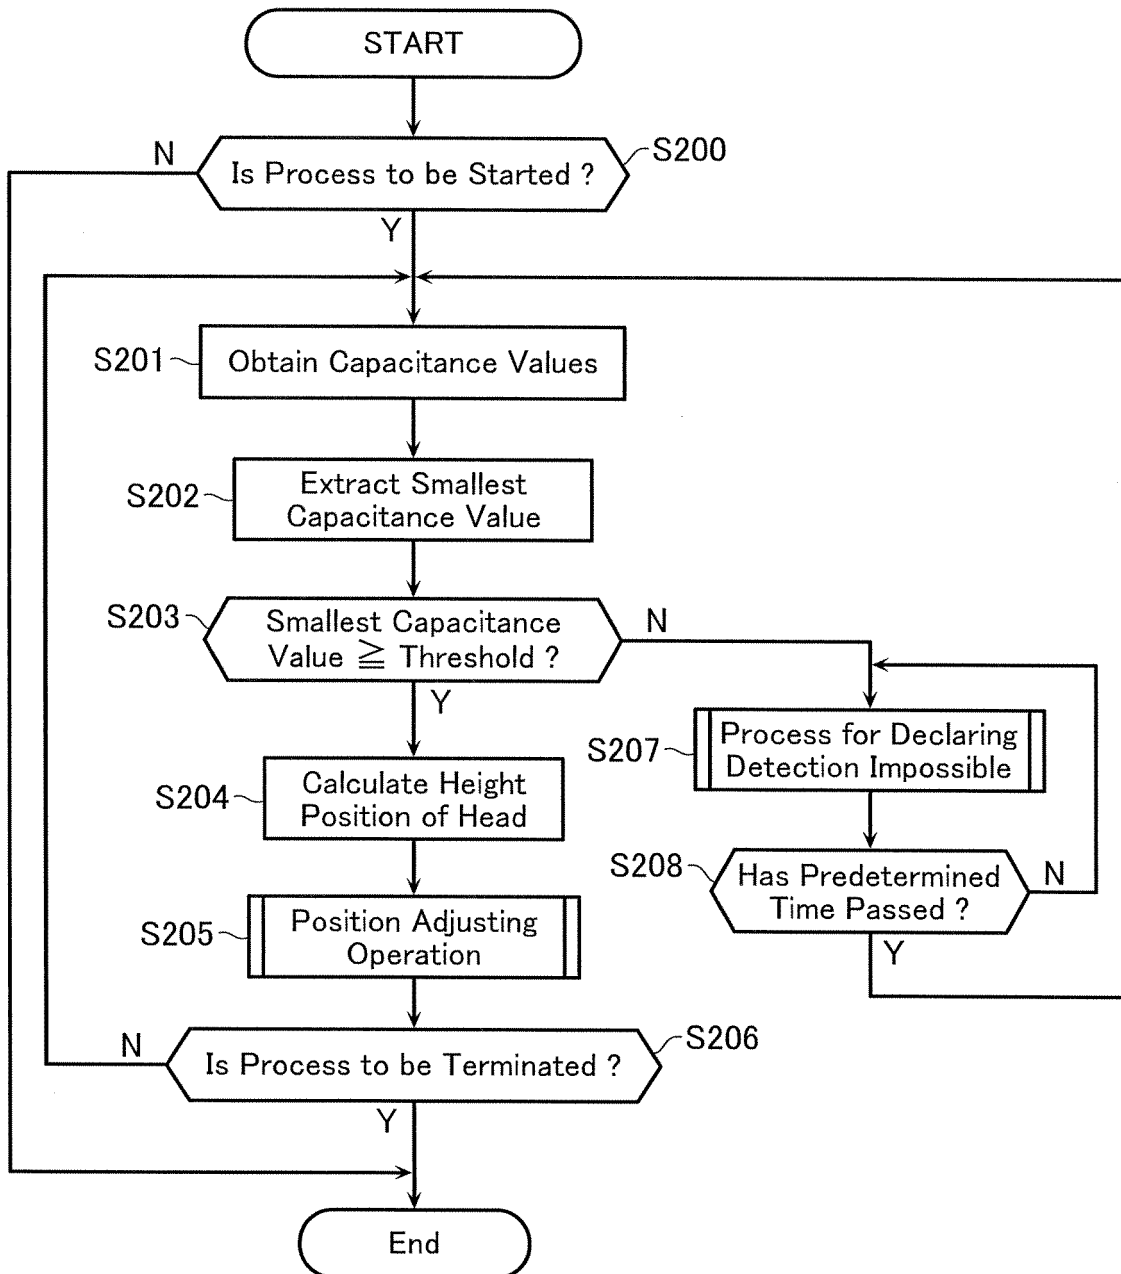 START
N
Is Process to be Started ?
S200
Y
S201
Obtain Capacitance Values
S202
Extract Smallest
Capacitance Value
S203
Smallest Capacitance
Value ≧ Threshold ?
N
Y
S204
Calculate Height
Position of Head
S207
Process for Declaring
Detection Impossible
S205
Position Adjusting
Operation
S208
Has Predetermined
Time Passed ?
N
Y
N
Is Process to be Terminated ?
S206
Y
End